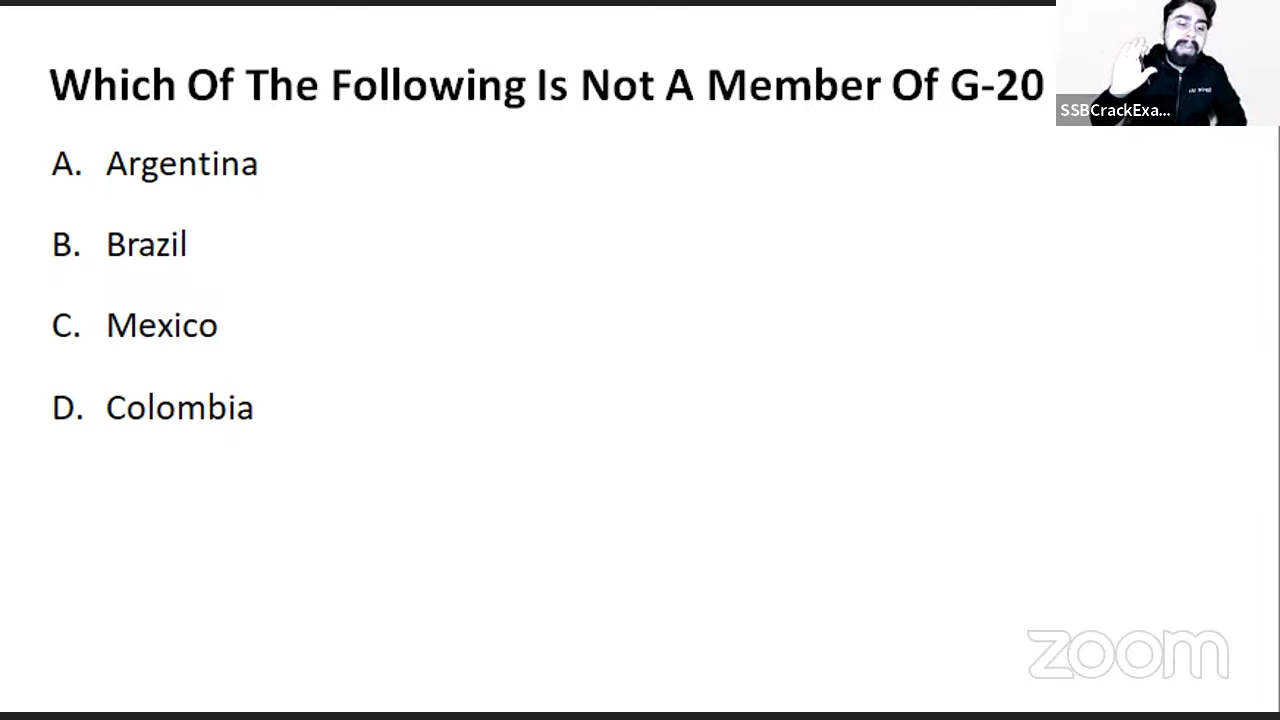 Which Of The Following Is Not A Member Of G-20
SSBCrackExa...
A. Argentina
B. Brazil
C. Mexico
D. Colombia
zoom